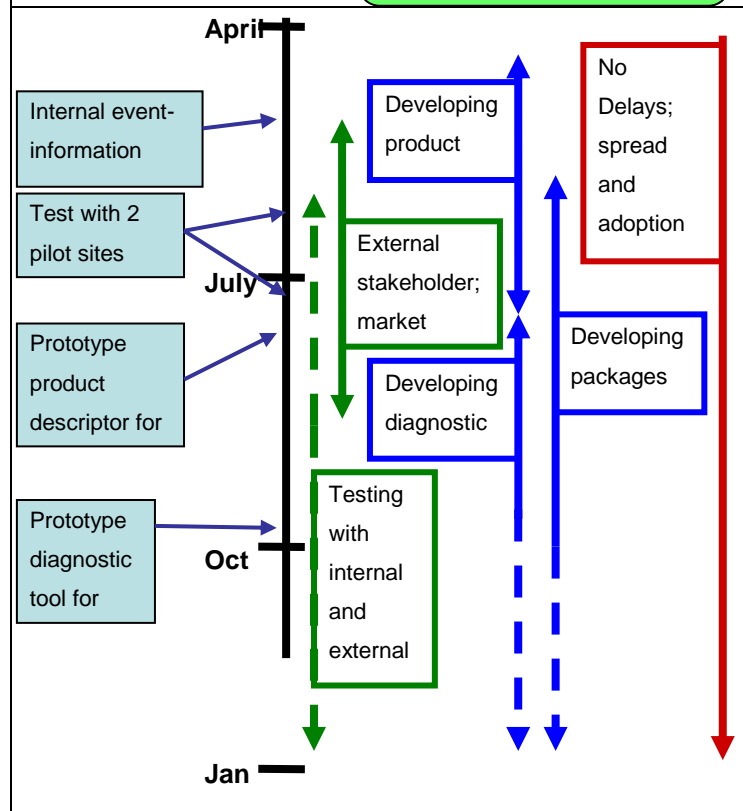 April
Internal event-
information
Test with 2
pilot sites
July
Prototype
product
descriptor for
Prototype
diagnostic
tool for
Oct
Jan
External
stakeholder;
market
Testing
with
internal
and
external
Developing
product
Developing
diagnostic
Developing
packages
No
Delays;
spread
and
adoption